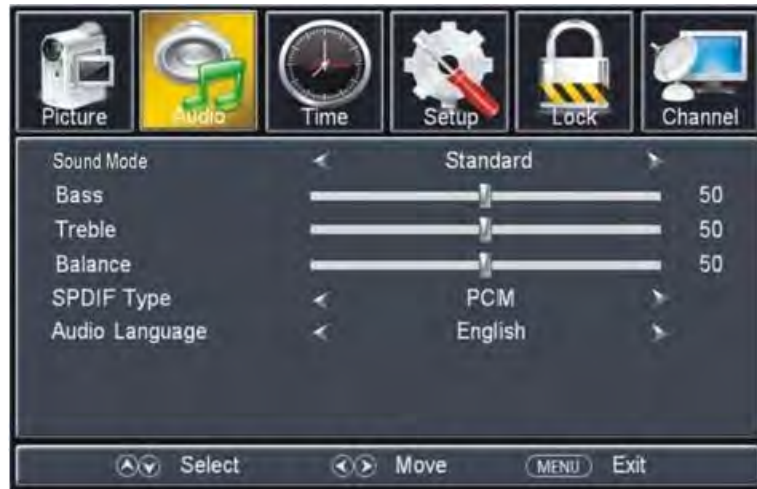 Picture Audio Time Setup Lock Channel
Sound Mode Standard
Bass 50
Treble 50
Balance 50
SPDIF Type PCM
Audio Language English
Select Move MENU Exit